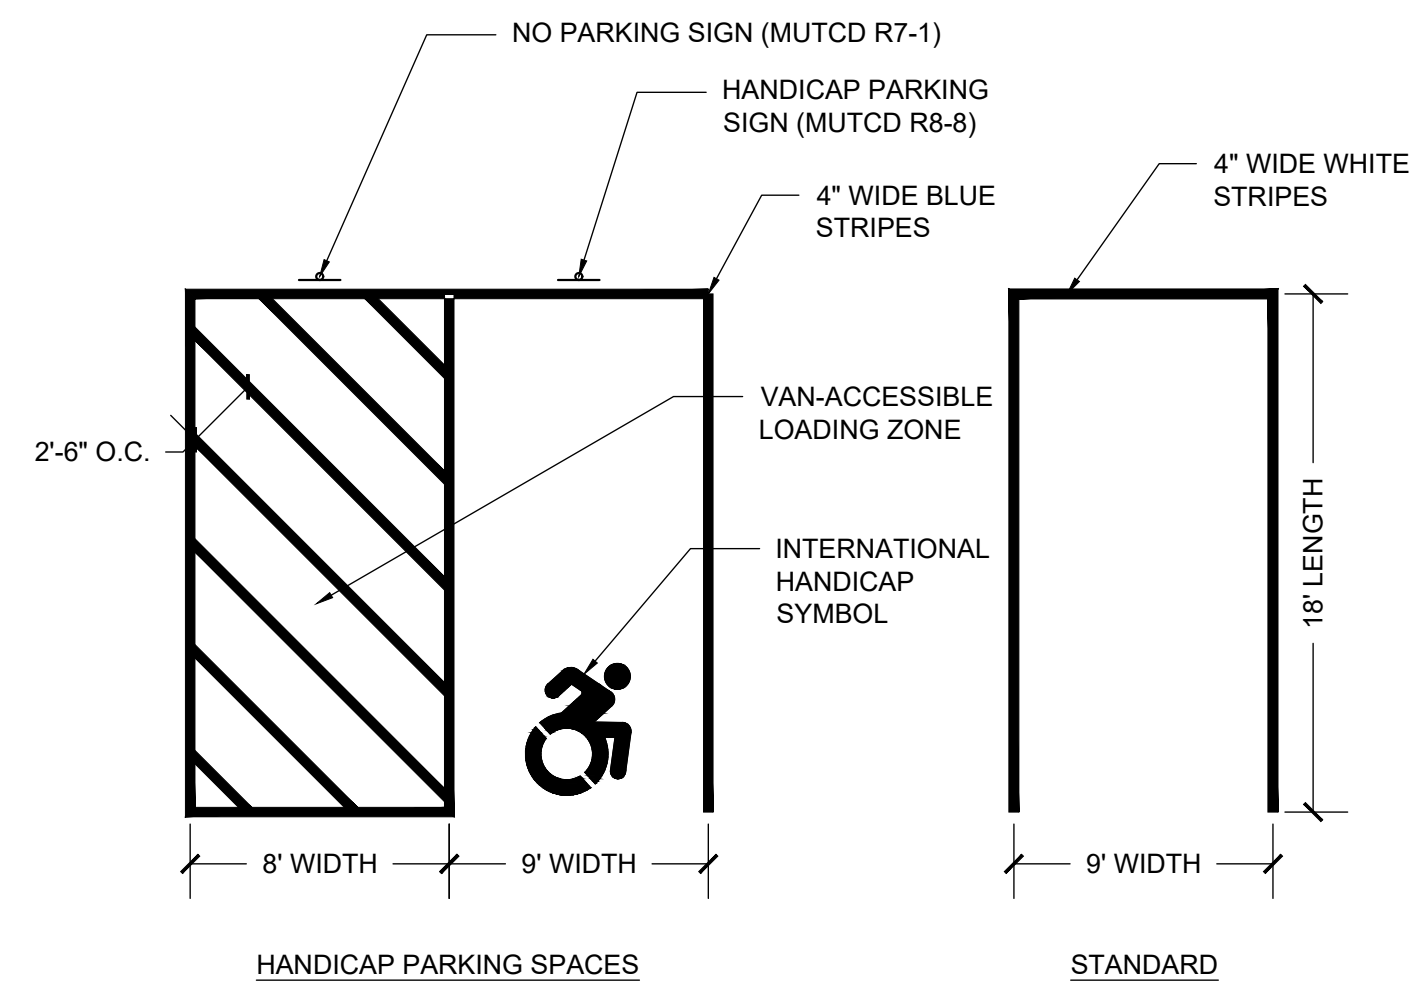 NO PARKING SIGN (MUTCD R7-1)
HANDICAP PARKING
SIGN (MUTCD R8-8)
4" WIDE BLUE
STRIPES
4" WIDE WHITE
STRIPES
VAN-ACCESSIBLE
LOADING ZONE
2'-6" O.C.
INTERNATIONAL
HANDICAP
SYMBOL
18' LENGTH
8' WIDTH
9' WIDTH
9' WIDTH
HANDICAP PARKING SPACES
STANDARD